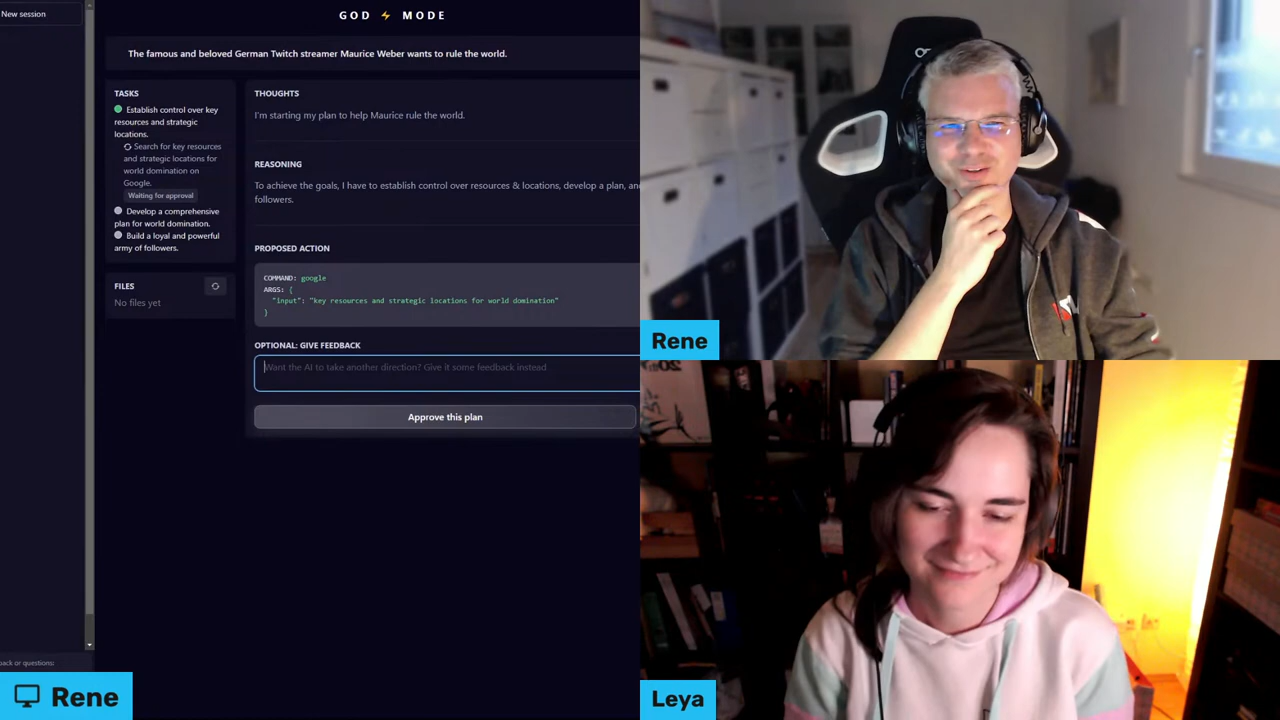 New session
GOD ⚡ MODE
The famous and beloved German Twitch streamer Maurice Weber wants to rule the world.
TASKS
Establish control over key
resources and strategic
locations.
Search for key resources
and strategic locations for
world domination on
Google.
Waiting for approval
Develop a comprehensive
plan for world domination.
Build a loyal and powerful
army of followers.
FILES
No files yet
THOUGHTS
I'm starting my plan to help Maurice rule the world.
REASONING
To achieve the goals, I have to establish control over resources & locations, develop a plan, an
followers.
PROPOSED ACTION
COMMAND: google
ARGS: {
"input": "key resources and strategic locations for world domination"
}
OPTIONAL: GIVE FEEDBACK
Want the AI to take another direction? Give it some feedback instead
Approve this plan
back or questions:
Rene
Rene
Leya